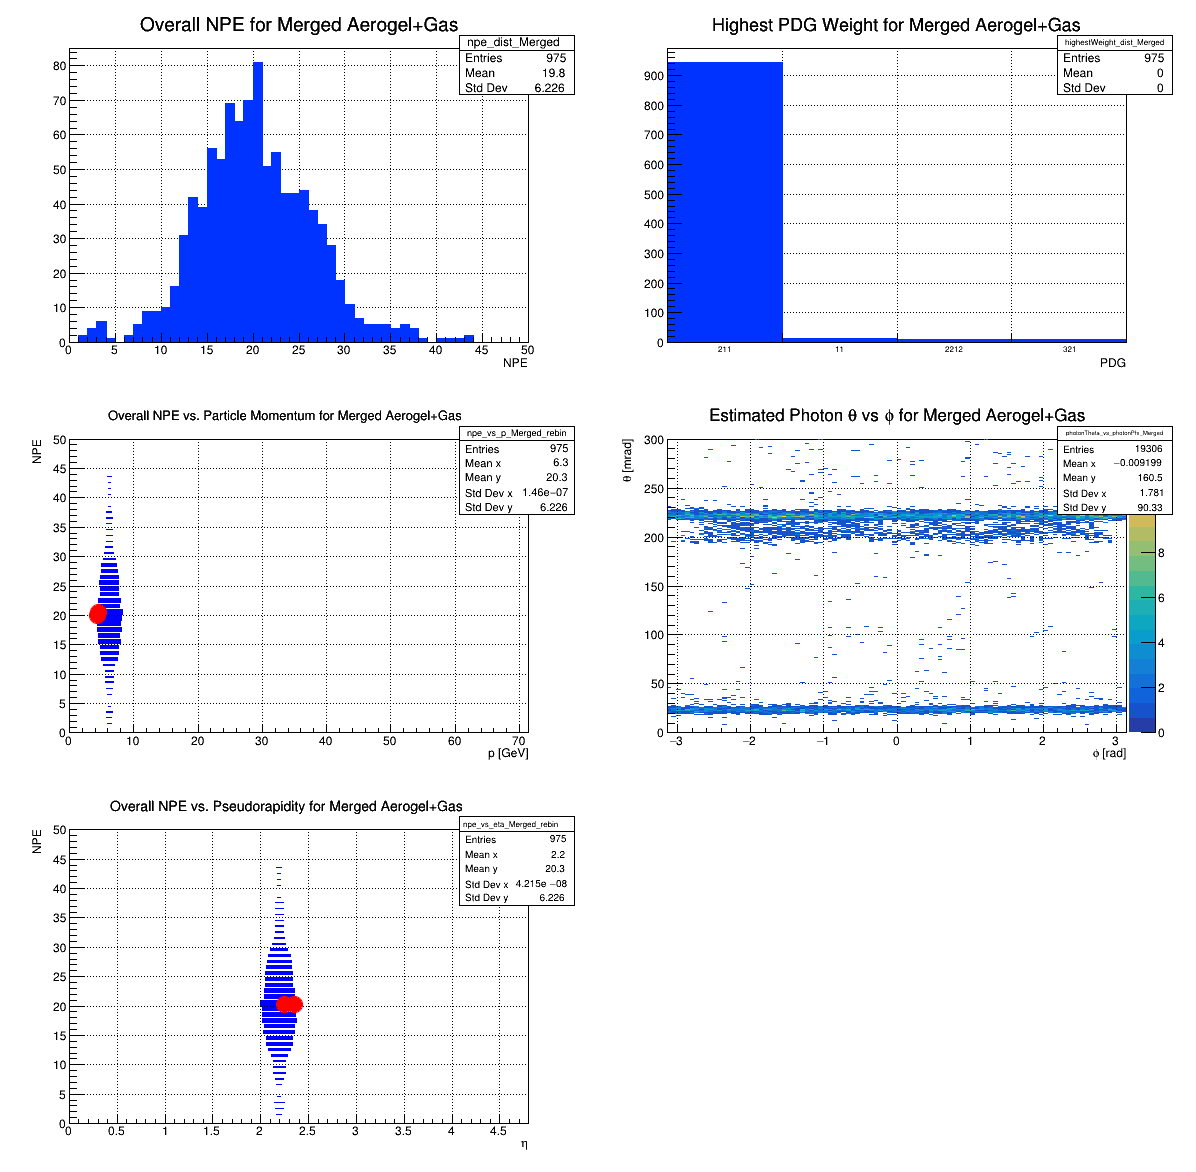 Overall NPE for Merged Aerogel+Gas
npe_dist_Merged
Entries 975
Mean 19.8
Std Dev 6.226
80
70
60
50
40
30
20
10
0
0 5 10 15 20 25 30 35 40 45 50
NPE
Highest PDG Weight for Merged Aerogel+Gas
highestWeight_dist_Merged
Entries 975
Mean 0
Std Dev 0
900
800
700
600
500
400
300
200
100
0
211 11 2212 321
PDG
Overall NPE vs. Particle Momentum for Merged Aerogel+Gas
npe_vs_p_Merged_rebin
Entries 975
Mean x 6.3
Mean y 20.3
Std Dev x 1.46e-07
Std Dev y 6.226
NPE
50
45
40
35
30
25
20
15
10
5
0
0 10 20 30 40 50 60 70
p [GeV]
Estimated Photon θ vs ϕ for Merged Aerogel+Gas
photonTheta_vs_photonPhi_Merged
Entries 19306
Mean x −0.009199
Mean y 160.5
Std Dev x 1.781
Std Dev y 90.33
θ [mrad]
300
250
200
150
100
50
0
−3 −2 −1 0 1 2 3
ϕ [rad]
8
6
4
2
0
Overall NPE vs. Pseudorapidity for Merged Aerogel+Gas
npe_vs_eta_Merged_rebin
Entries 975
Mean x 2.2
Mean y 20.3
Std Dev x 4.215e −08
Std Dev y 6.226
NPE
50
45
40
35
30
25
20
15
10
5
0
0 0.5 1 1.5 2 2.5 3 3.5 4 4.5
η